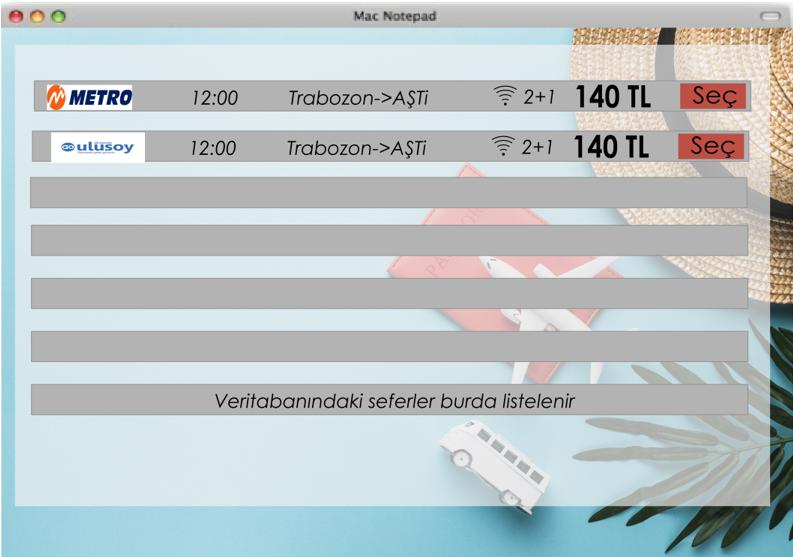 Mac Notepad
METRO 12:00 Trabozon->AŞTi 2+1 140 TL Seç
ulusoy 12:00 Trabozon->AŞTi 2+1 140 TL Seç
Veritabanındaki seferler burda listelenir